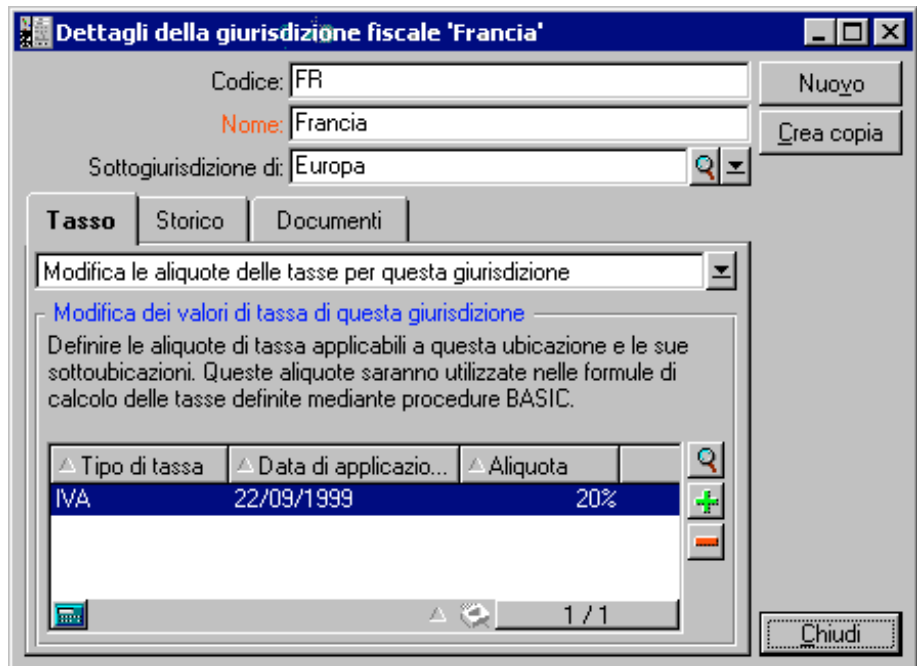 Dettagli della giurisdizione fiscale 'Francia'
Codice: FR
Nuovo
Nome: Francia
Crea copia
Sottogiurisdizione di: Europa
Tasso Storico Documenti
Modifica le aliquote delle tasse per questa giurisdizione
Modifica dei valori di tassa di questa giurisdizione
Definire le aliquote di tassa applicabili a questa ubicazione e le sue
sottoubicazioni. Queste aliquote saranno utilizzate nelle formule di
calcolo delle tasse definite mediante procedure BASIC.
Tipo di tassa Data di applicazio... Aliquota
IVA 22/09/1999 20%
1 / 1
Chiudi